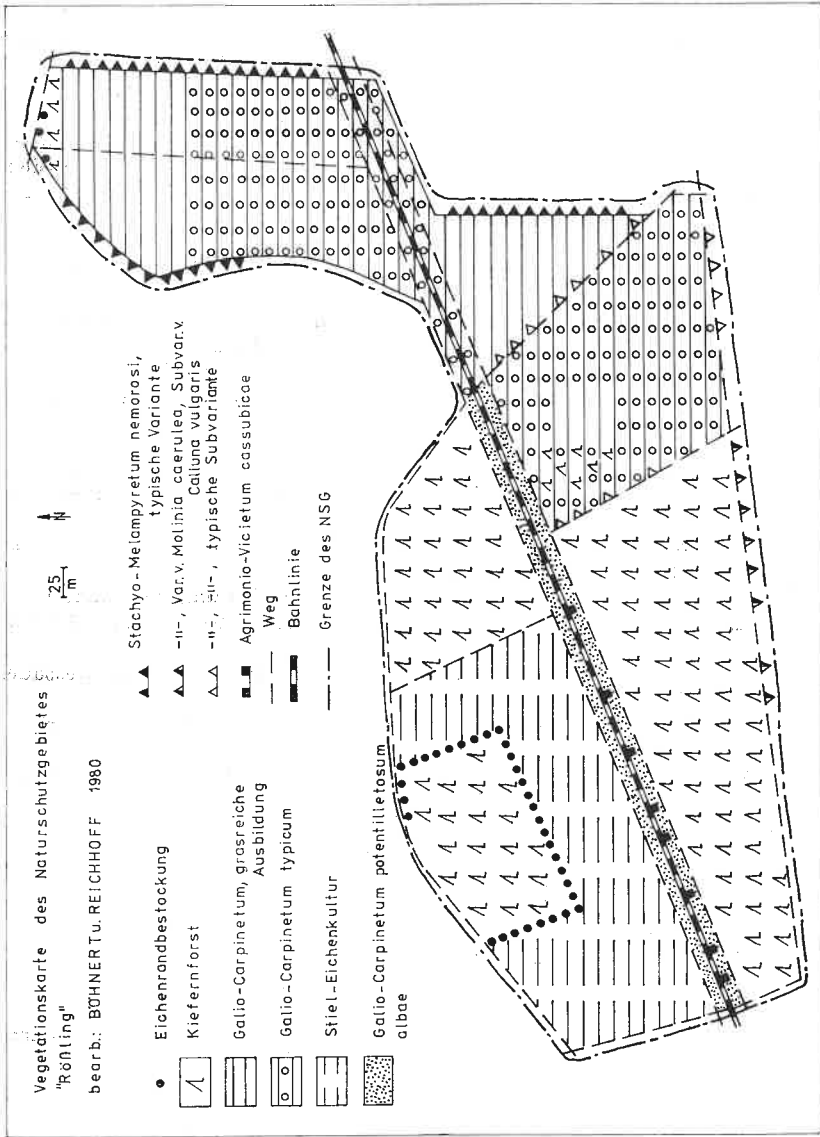 Vegetationskarte des Naturschutzgebietes
"Rößling"
bearb.: BÖHNERT u. REICHHOFF 1980
25
m
N
Eichenrandbestockung
Kiefernforst
Galio-Carpinetum, grasreiche
Ausbildung
Galio-Carpinetum typicum
Stiel-Eichenkultur
Galio-Carpinetum potentilletosum
albae
Stachyo-Melampyretum nemorosi,
typische Variante
-"-, Var.v. Molinia caerulea, Subvar.v.
Calluna vulgaris
-"-, -"-, typische Subvariante
Agrimonio-Vicietum cassubicae
Weg
Bahnlinie
Grenze des NSG